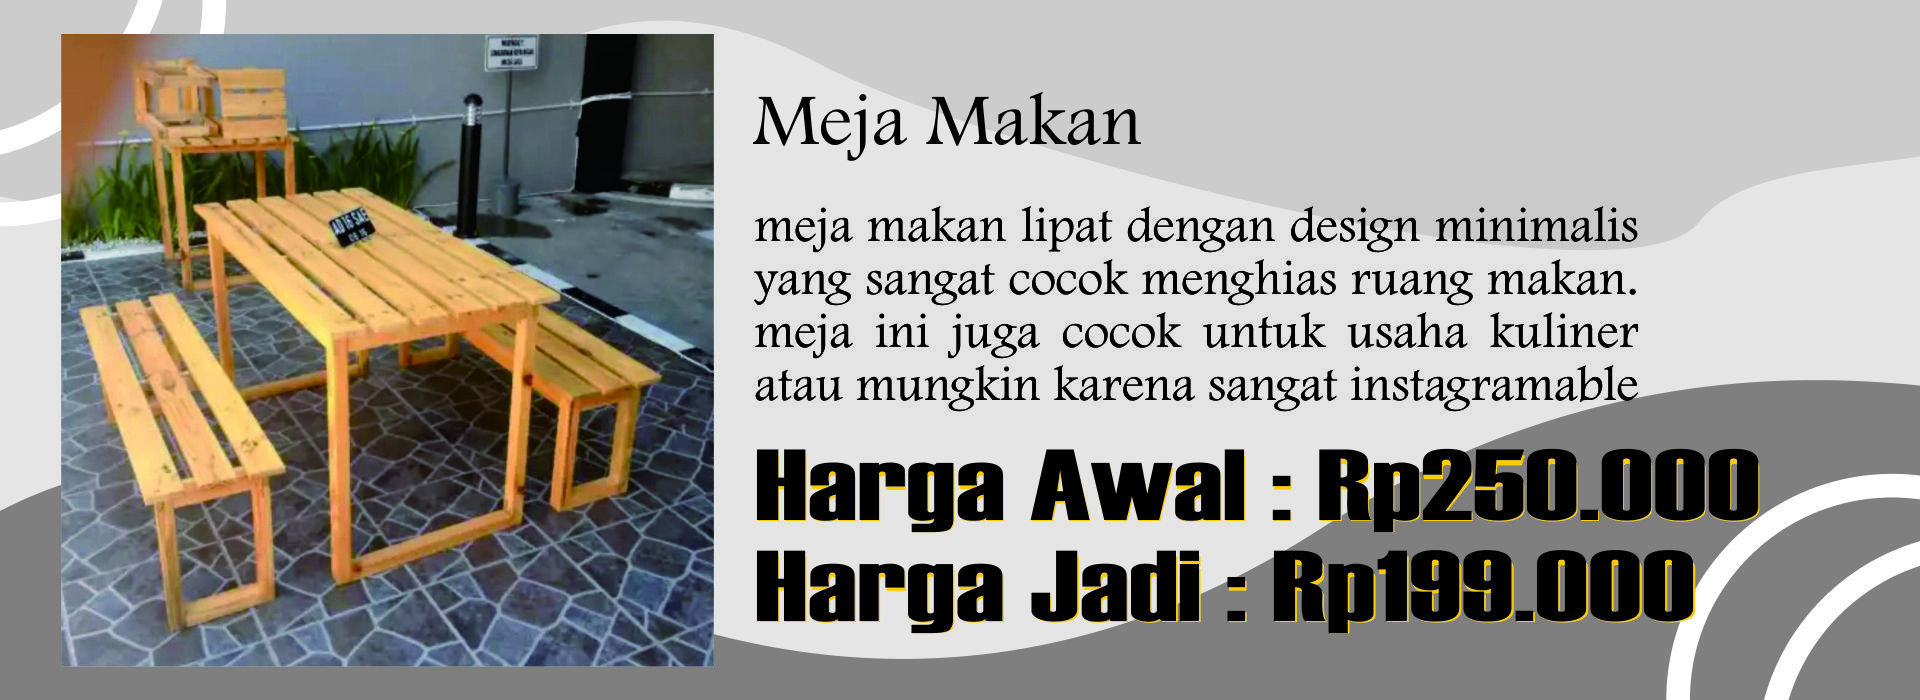 Meja Makan
meja makan lipat dengan design minimalis
yang sangat cocok menghias ruang makan.
meja ini juga cocok untuk usaha kuliner
atau mungkin karena sangat instagramable
Harga Awal : Rp250.000
Harga Jadi : Rp199.000